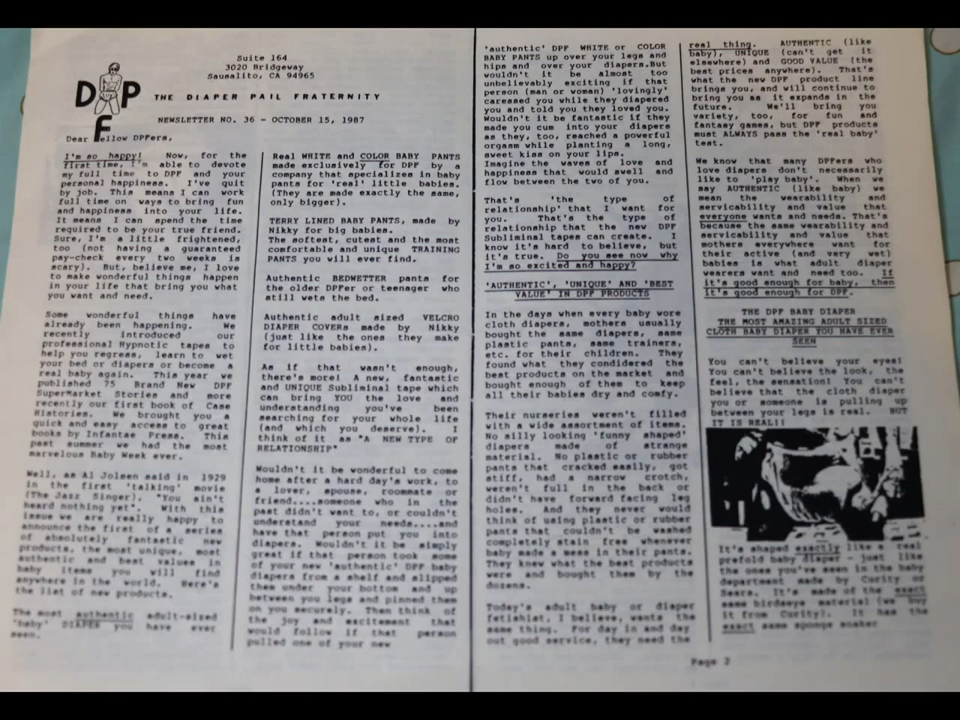 Suite 164
3020 Bridgeway
Sausalito, CA 94965
DPF THE DIAPER PAIL FRATERNITY
NEWSLETTER NO. 36 - OCTOBER 15, 1987
Dear Fellow DPFers,
I'm so happy! Now, for the
first time, I'm able to devote
my full time to DPF and your
personal happiness. I've quit
by job. This means I can work
full time on ways to bring fun
and happiness into your life.
It means I can spend the time
required to be your true friend.
Sure, I'm a little frightened,
too (not having a guaranteed
pay-check every two weeks is
scary). But, believe me, I love
to make wonderful things happen
in your life that bring you what
you want and need.
Some wonderful things have
already been happening. We
recently introduced our
professional Hypnotic tapes to
help you regress, learn to wet
your bed or diapers or become a
real baby again. This year we
published 75 Brand New DPF
SuperMarket Stories and more
recently our first book of Case
Histories. We brought you a
quick and easy access to great
books by Infantae Press. This
past summer we had the most
marvelous Baby Week ever.
Well, as Al Jolsen said in 1929
in the first 'talking' movie
(The Jazz Singer), "You ain't
heard nothing yet". With this
issue we are really happy to
announce the first of a series
of absolutely fantastic new
products, the most unique, most
authentic and best values in
baby items you will find
anywhere in the world. Here's
the list of new products.
The most authentic adult-sized
'baby' DIAPER you have ever
seen.
Real WHITE and COLOR BABY PANTS
made exclusively for DPF by a
company that specializes in baby
pants for 'real' little babies.
(They are made exactly the same,
only bigger).
TERRY LINED BABY PANTS, made by
Nikky for big babies.
The softest, cutest and the most
comfortable and unique TRAINING
PANTS you will ever find.
Authentic BEDWETTER pants for
the older DPFer or teenager who
still wets the bed.
Authentic adult sized VELCRO
DIAPER COVERs made by Nikky
(just like the ones they make
for little babies).
As if that wasn't enough,
there's more! A new, fantastic
and UNIQUE Subliminal tape which
can bring YOU the love and
understanding you've been
searching for your whole life
(and which you deserve). I
think of it as "A NEW TYPE OF
RELATIONSHIP"
Wouldn't it be wonderful to come
home after a hard day's work, to
a lover, spouse, roommate or
friend....someone who in the
past didn't want to, or couldn't
understand your needs....and
have that person put you into
diapers. Wouldn't it be simply
great if that person took some
of your new 'authentic' DPF baby
diapers from a shelf and slipped
them under your bottom and up
between you legs and pinned them
on you securely. Then think of
the joy and excitement that
would follow if that person
pulled one of your new
'authentic' DPF WHITE or COLOR
BABY PANTS up over your legs and
hips and over your diapers.But
wouldn't it be almost too
unbelievably exciting if that
person (man or woman) 'lovingly'
caressed you while they diapered
you and told you they loved you.
Wouldn't it be fantastic if they
made you cum into your diapers
as they, too, reached a powerful
orgasm while planting a long,
sweet kiss on your lips.
Imagine the waves of love and
happiness that would swell and
flow between the two of you.
That's 'the type of
relationship' that I want for
you. That's the type of
relationship that the new DPF
Subliminal tapes can create. I
know it's hard to believe, but
it's true. Do you see now why
I'm so excited and happy?
'AUTHENTIC', 'UNIQUE' AND 'BEST
VALUE' IN DPF PRODUCTS
In the days when every baby wore
cloth diapers, mothers usually
bought the same diapers, same
plastic pants, same trainers,
etc. for their children. They
found what they condidered the
best products on the market and
bought enough of them to keep
all their babies dry and comfy.
Their nurseries weren't filled
with a wide assortment of items.
No silly looking 'funny shaped'
diapers made of strange
material. No plastic or rubber
pants that cracked easily, got
stiff, had a narrow crotch,
weren't full in the back or
didn't have forward facing leg
holes. And they never would
think of using plastic or rubber
pants that couldn't be washed
completely stain free whenever
baby made a mess in their pants.
They knew what the best products
were and bought them by the
dozens.
Today's adult baby or diaper
fetishist, I believe, wants the
same thing. For day in and day
out good service, they need the
real thing. AUTHENTIC (like
baby), UNIQUE (can't get it
elsewhere) and GOOD VALUE (the
best prices anywhere). That's
what the new DPF product line
brings you, and will continue to
bring you as it expands in the
future. We'll bring you
variety, too, for fun and
fantasy games, but DPF products
must ALWAYS pass the 'real baby'
test.
We know that many DPFers who
love diapers don't necessarily
like to 'play baby'. When we
say AUTHENTIC (like baby) we
mean the wearability and
servicability and value that
everyone wants and needs. That's
because the same wearability and
servicability and value that
mothers everywhere want for
their active (and very wet)
babies is what adult diaper
wearers want and need too. If
it's good enough for baby, then
it's good enough for DPF.
THE DPF BABY DIAPER
THE MOST AMAZING ADULT SIZED
CLOTH BABY DIAPER YOU HAVE EVER
SEEN
You can't believe your eyes!
You can't believe the look, the
feel, the sensation! You can't
believe that the cloth diaper
you or someone is pulling up
between your legs is real. BUT
IT IS REAL!!
It's shaped exactly like a real
prefold baby diaper - just like
the ones you've seen in the baby
department made by Curity or
Sears. It's made of the exact
same birdseye material (we buy
it from Curity). It has the
exact same sponge soaker
Page 2